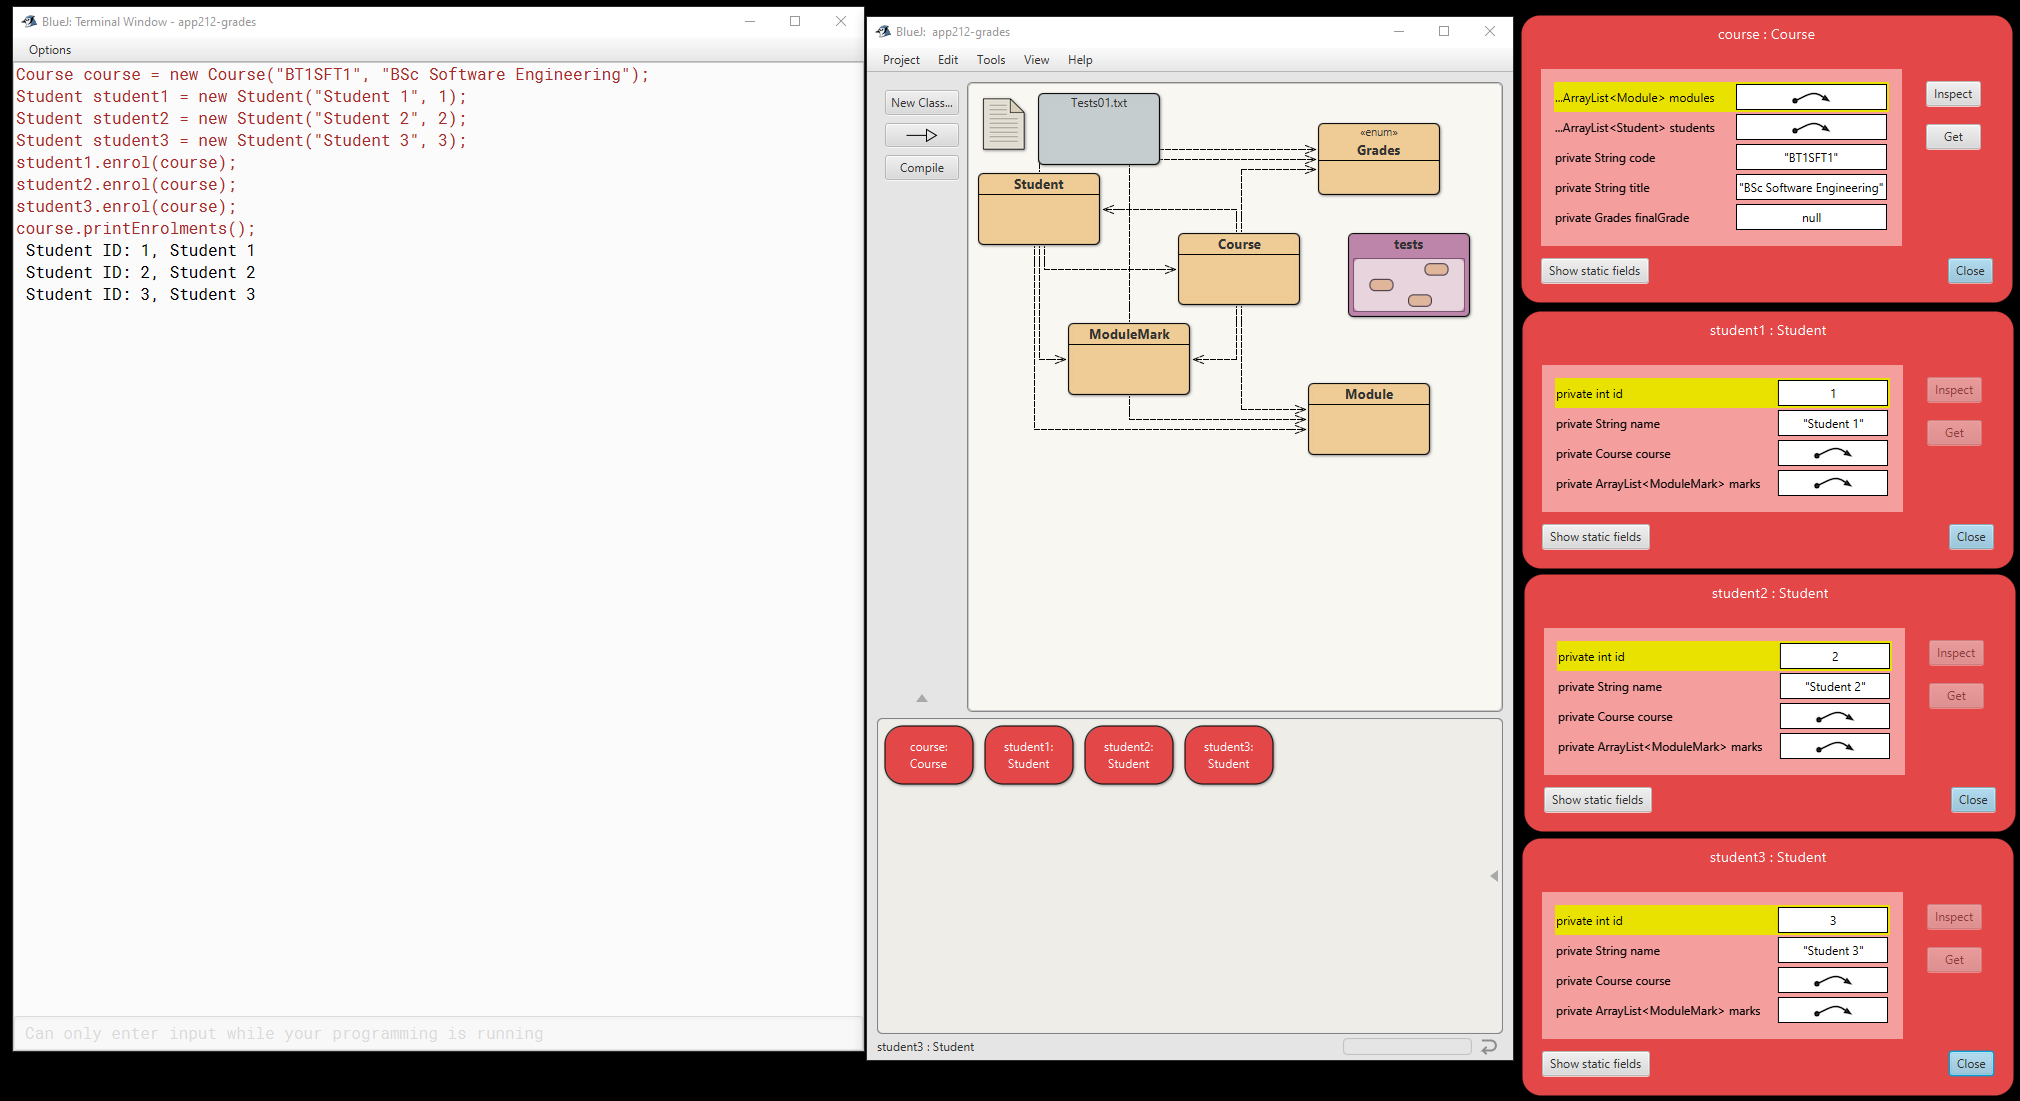 BlueJ: Terminal Window - app212-grades
Options
Course course = new Course("BT1SFT1", "BSc Software Engineering");
Student student1 = new Student("Student 1", 1);
Student student2 = new Student("Student 2", 2);
Student student3 = new Student("Student 3", 3);
student1.enrol(course);
student2.enrol(course);
student3.enrol(course);
course.printEnrolments();
Student ID: 1, Student 1
Student ID: 2, Student 2
Student ID: 3, Student 3
Can only enter input while your programming is running
BlueJ: app212-grades
Project Edit Tools View Help
New Class...
Compile
Tests01.txt
«enum»
Grades
Student
Course
tests
ModuleMark
Module
course:
Course
student1:
Student
student2:
Student
student3:
Student
student3 : Student
course : Course
...ArrayList<Module> modules
...ArrayList<Student> students
private String code "BT1SFT1"
private String title "BSc Software Engineering"
private Grades finalGrade null
Inspect
Get
Show static fields
Close
student1 : Student
private int id 1
private String name "Student 1"
private Course course
private ArrayList<ModuleMark> marks
Inspect
Get
Show static fields
Close
student2 : Student
private int id 2
private String name "Student 2"
private Course course
private ArrayList<ModuleMark> marks
Inspect
Get
Show static fields
Close
student3 : Student
private int id 3
private String name "Student 3"
private Course course
private ArrayList<ModuleMark> marks
Inspect
Get
Show static fields
Close